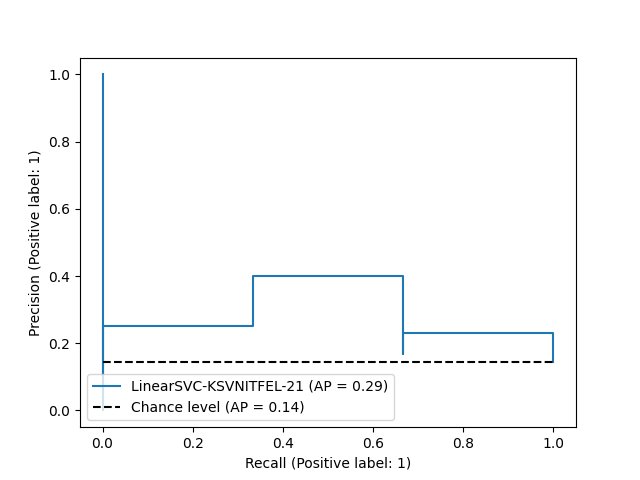 1.0
0.8
0.6
0.4
0.2
0.0
Precision (Positive label: 1)
LinearSVC-KSVNITFEL-21 (AP = 0.29)
Chance level (AP = 0.14)
0.0 0.2 0.4 0.6 0.8 1.0
Recall (Positive label: 1)